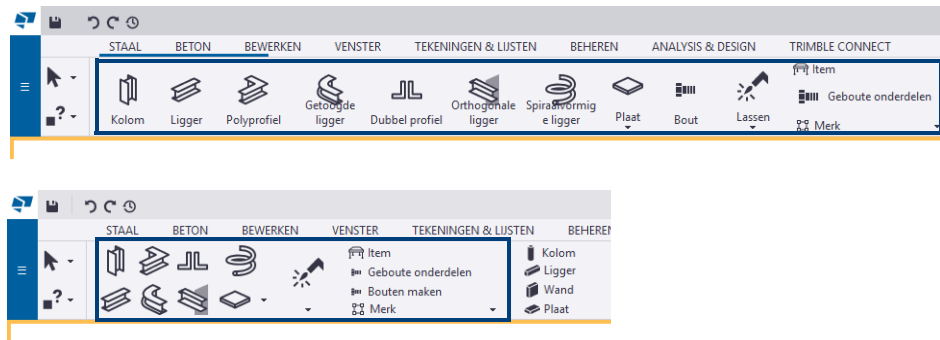 STAAL BETON BEWERKEN VENSTER TEKENINGEN & LIJSTEN BEHEREN ANALYSIS & DESIGN TRIMBLE CONNECT
Item
Geboute onderdelen
Getoogde Orthogonale Spiraalvormig
Kolom Ligger Polyprofiel ligger Dubbel profiel ligger e ligger Plaat Bout Lassen
?
Merk
STAAL BETON BEWERKEN VENSTER TEKENINGEN & LIJSTEN BEHEREN
Item Kolom
Geboute onderdelen Ligger
? Bouten maken Wand
Merk Plaat